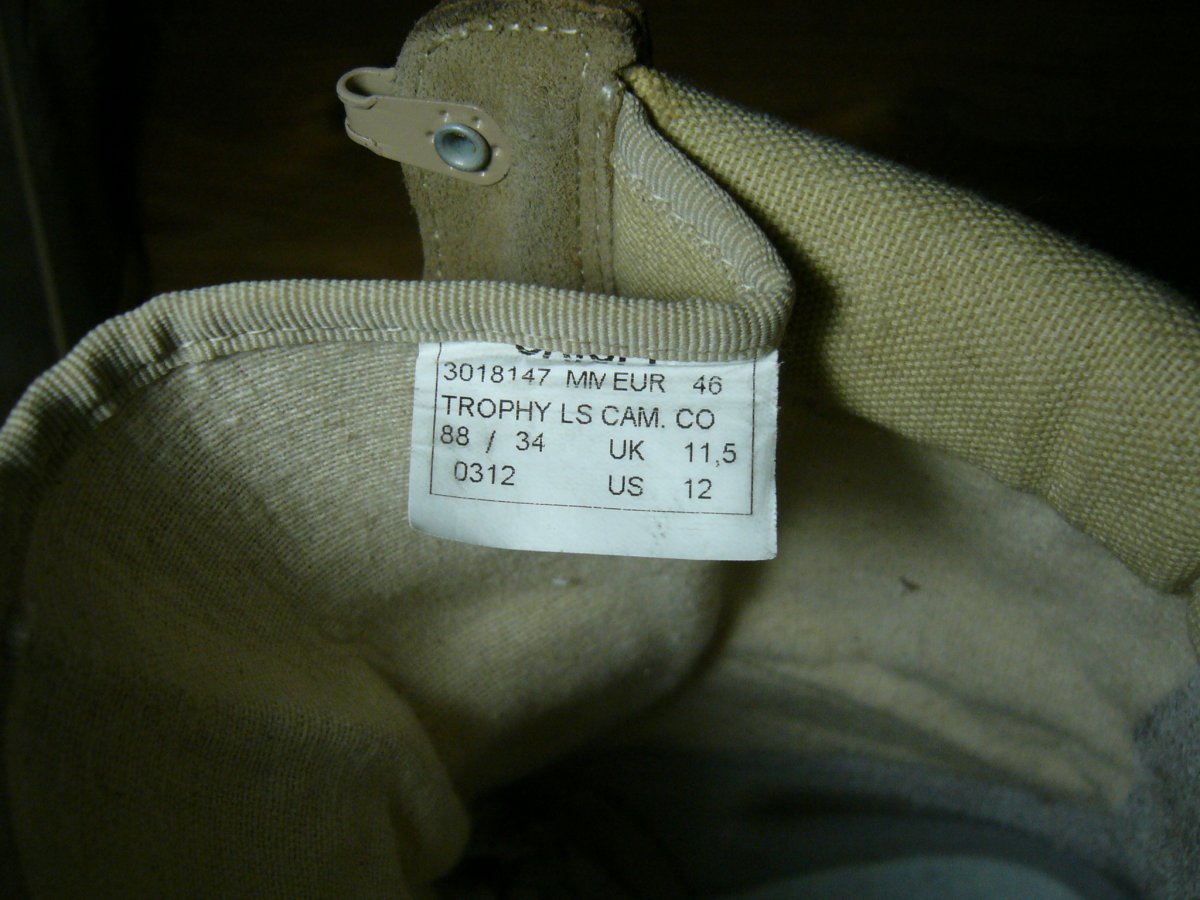 3018147 MM EUR 46
TROPHY LS CAM. CO
88 / 34 UK 11,5
0312 US 12